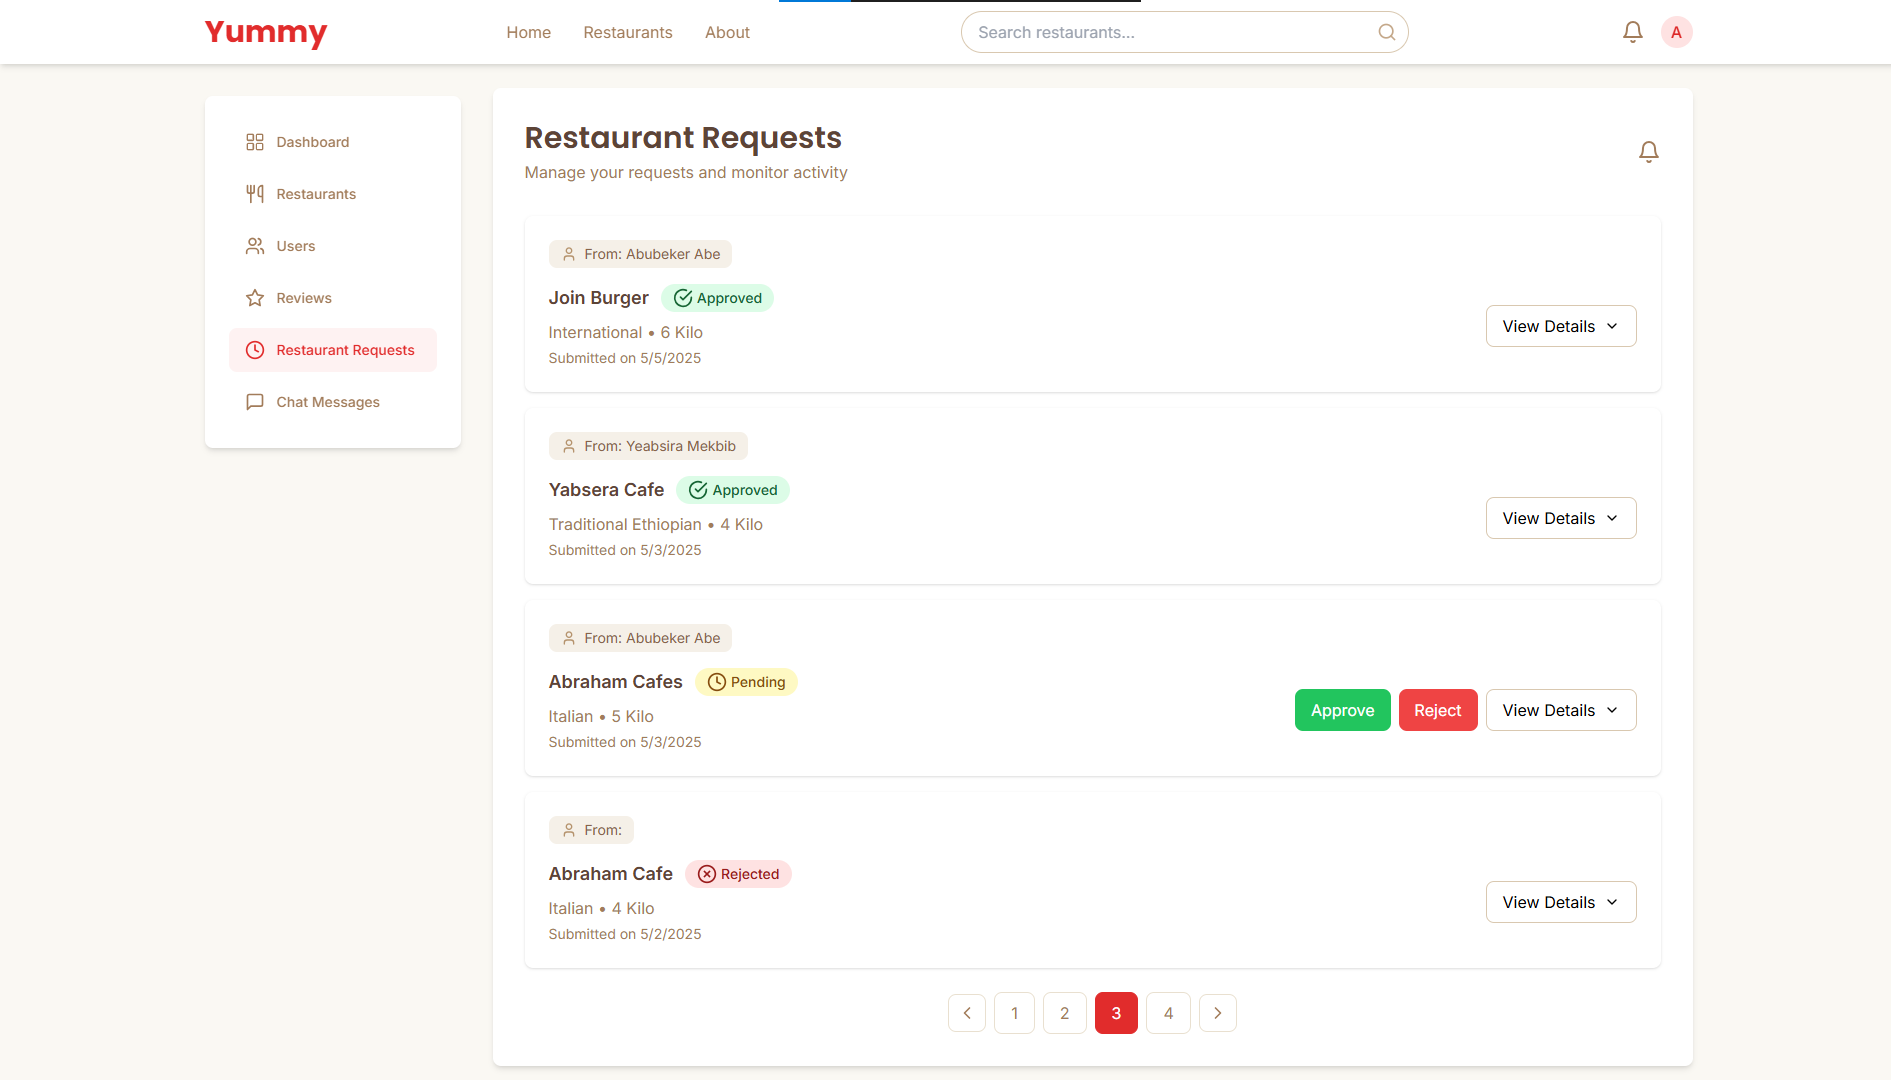 Yummy
Home
Restaurants
About
Search restaurants...
A
Dashboard
Restaurants
Users
Reviews
Restaurant Requests
Chat Messages
Restaurant Requests
Manage your requests and monitor activity
From: Abubeker Abe
Join Burger
Approved
International • 6 Kilo
Submitted on 5/5/2025
View Details
From: Yeabsira Mekbib
Yabsera Cafe
Approved
Traditional Ethiopian • 4 Kilo
Submitted on 5/3/2025
View Details
From: Abubeker Abe
Abraham Cafes
Pending
Italian • 5 Kilo
Submitted on 5/3/2025
Approve
Reject
View Details
From:
Abraham Cafe
Rejected
Italian • 4 Kilo
Submitted on 5/2/2025
View Details
1
2
3
4